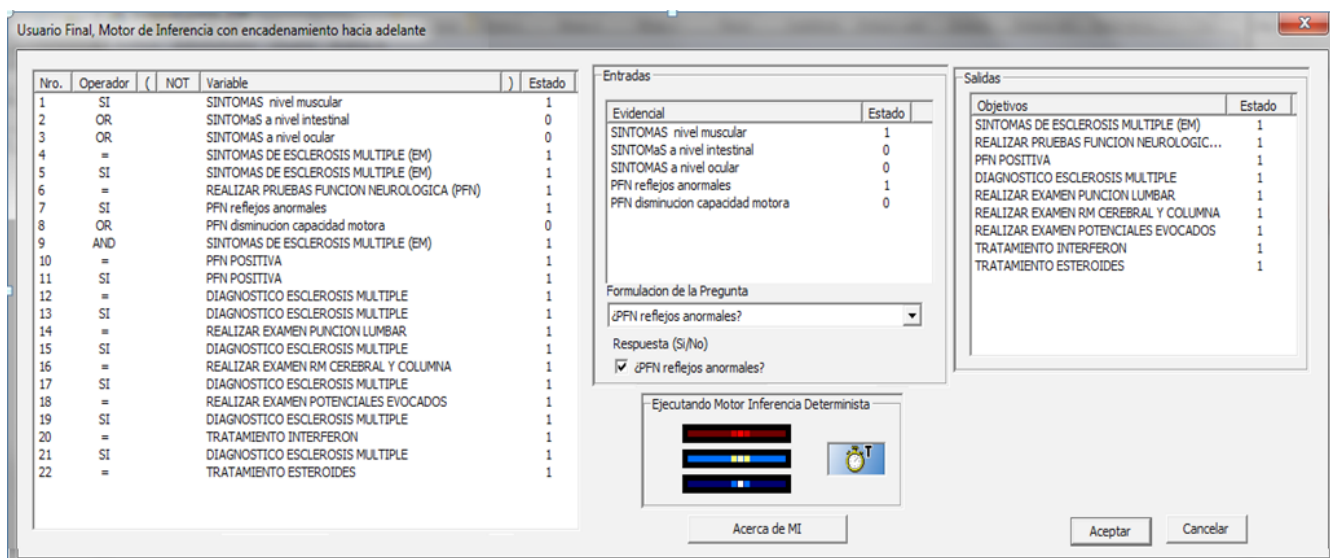 Usuario Final, Motor de Inferencia con encadenamiento hacia adelante
X
Nro. Operador ( NOT Variable ) Estado
1 SI SINTOMAS nivel muscular 1
2 OR SINTOMaS a nivel intestinal 0
3 OR SINTOMAS a nivel ocular 0
4 = SINTOMAS DE ESCLEROSIS MULTIPLE (EM) 1
5 SI SINTOMAS DE ESCLEROSIS MULTIPLE (EM) 1
6 = REALIZAR PRUEBAS FUNCION NEUROLOGICA (PFN) 1
7 SI PFN reflejos anormales 1
8 OR PFN disminucion capacidad motora 0
9 AND SINTOMAS DE ESCLEROSIS MULTIPLE (EM) 1
10 = PFN POSITIVA 1
11 SI PFN POSITIVA 1
12 = DIAGNOSTICO ESCLEROSIS MULTIPLE 1
13 SI DIAGNOSTICO ESCLEROSIS MULTIPLE 1
14 = REALIZAR EXAMEN PUNCION LUMBAR 1
15 SI DIAGNOSTICO ESCLEROSIS MULTIPLE 1
16 = REALIZAR EXAMEN RM CEREBRAL Y COLUMNA 1
17 SI DIAGNOSTICO ESCLEROSIS MULTIPLE 1
18 = REALIZAR EXAMEN POTENCIALES EVOCADOS 1
19 SI DIAGNOSTICO ESCLEROSIS MULTIPLE 1
20 = TRATAMIENTO INTERFERON 1
21 SI DIAGNOSTICO ESCLEROSIS MULTIPLE 1
22 = TRATAMIENTO ESTEROIDES 1
Entradas
Evidencial Estado
SINTOMAS nivel muscular 1
SINTOMaS a nivel intestinal 0
SINTOMAS a nivel ocular 0
PFN reflejos anormales 1
PFN disminucion capacidad motora 0
Formulacion de la Pregunta
¿PFN reflejos anormales?
Respuesta (Si/No)
¿PFN reflejos anormales?
Ejecutando Motor Inferencia Determinista
T
Acerca de MI
Salidas
Objetivos Estado
SINTOMAS DE ESCLEROSIS MULTIPLE (EM) 1
REALIZAR PRUEBAS FUNCION NEUROLOGIC... 1
PFN POSITIVA 1
DIAGNOSTICO ESCLEROSIS MULTIPLE 1
REALIZAR EXAMEN PUNCION LUMBAR 1
REALIZAR EXAMEN RM CEREBRAL Y COLUMNA 1
REALIZAR EXAMEN POTENCIALES EVOCADOS 1
TRATAMIENTO INTERFERON 1
TRATAMIENTO ESTEROIDES 1
Aceptar Cancelar